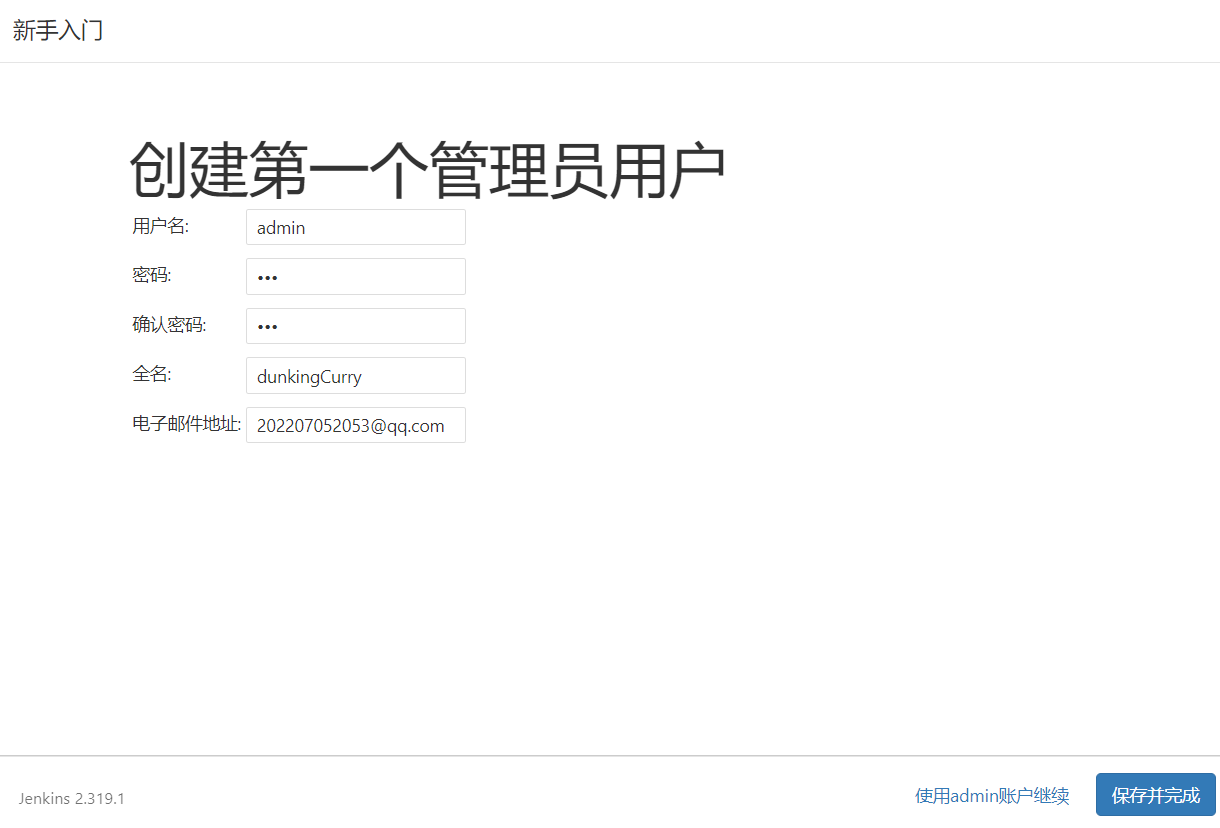 新手入门
创建第一个管理员用户
用户名: admin
密码: •••
确认密码: •••
全名: dunkingCurry
电子邮件地址: 202207052053@qq.com
Jenkins 2.319.1 使用admin账户继续 保存并完成